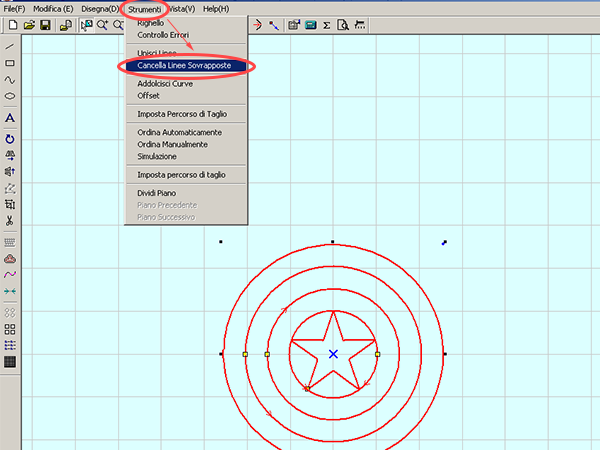 File(F) Modifica (E) Disegna(D) Strumenti Vista(V) Help(H)
Righello
Controllo Errori
Unisci Linee
Cancella Linee Sovrapposte
Addolcisci Curve
Offset
Imposta Percorso di Taglio
Ordina Automaticamente
Ordina Manualmente
Simulazione
Imposta percorso di taglio
Dividi Piano
Piano Precedente
Piano Successivo